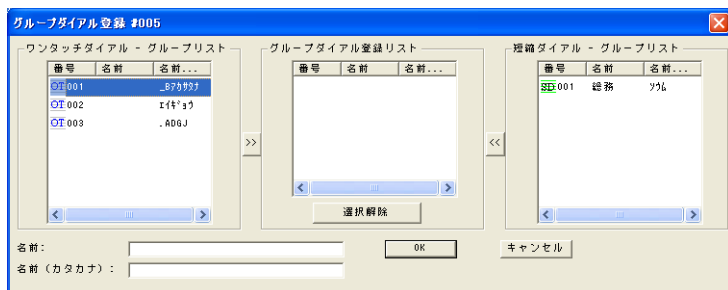 グループダイアル登録 #005
ワンタッチダイアル - グループリスト
番号 名前 名前...
OT 001 _Bアカサタナ
OT 002 エイギョウ
OT 003 .ADGJ
>>
グループダイアル登録リスト
番号 名前 名前...
選択解除
<<
短縮ダイアル - グループリスト
番号 名前 名前...
SD 001 総務 ソウム
名前:
名前 (カタカナ) :
OK
キャンセル